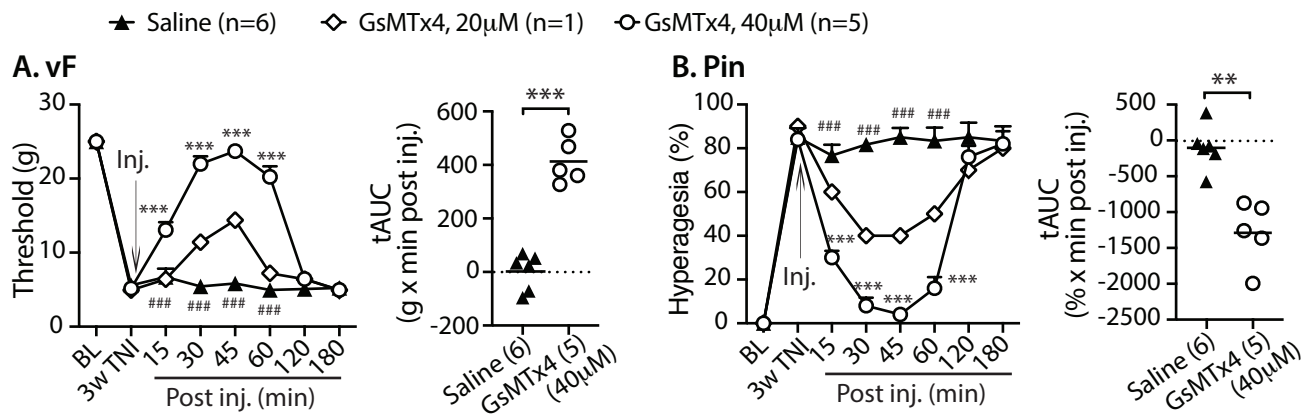 Saline (n=6) GsMTx4, 20μM (n=1) GsMTx4, 40μM (n=5)
A. vF
Threshold (g)
30
20
10
0
Inj.
***
***
***
***
###
###
###
###
BL
3w TNI
15
30
45
60
120
180
Post inj. (min)
tAUC
(g x min post inj.)
600
400
200
0
-200
***
Saline (6)
GsMTx4 (5)
(40μM)
B. Pin
Hyperagesia (%)
100
80
60
40
20
0
Inj.
###
###
###
###
***
***
***
***
BL
3w TNI
15
30
45
60
120
180
Post inj. (min)
tAUC
(% x min post inj.)
500
0
-500
-1000
-1500
-2000
-2500
**
Saline (6)
GsMTx4 (5)
(40μM)